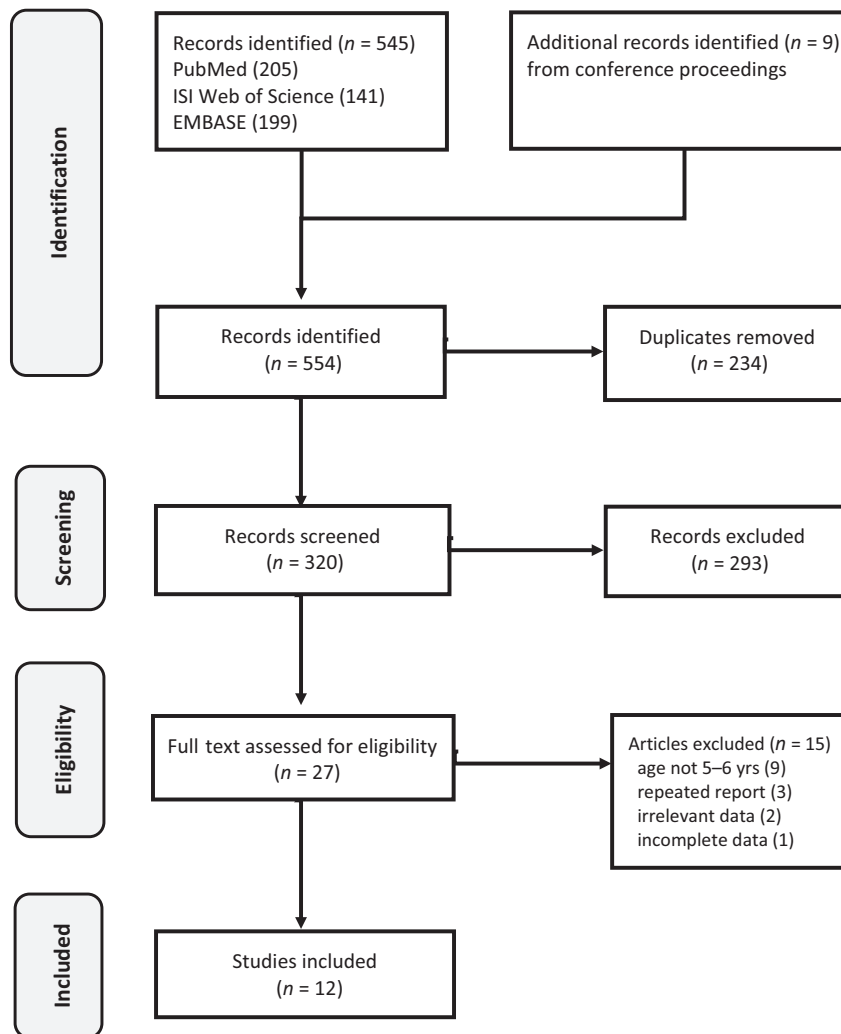 Identification
Records identified (n = 545)
PubMed (205)
ISI Web of Science (141)
EMBASE (199)
Additional records identified (n = 9)
from conference proceedings
Records identified
(n = 554)
Duplicates removed
(n = 234)
Screening
Records screened
(n = 320)
Records excluded
(n = 293)
Eligibility
Full text assessed for eligibility
(n = 27)
Articles excluded (n = 15)
age not 5–6 yrs (9)
repeated report (3)
irrelevant data (2)
incomplete data (1)
Included
Studies included
(n = 12)